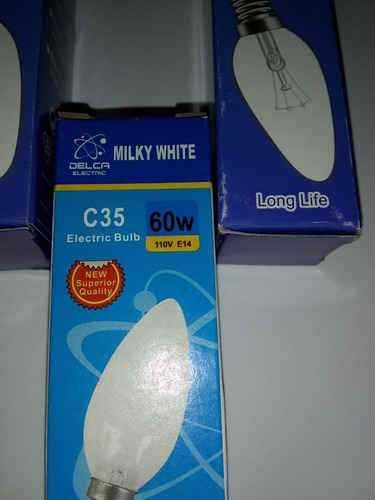 DELCA
ELECTRIC
MILKY WHITE
C35
Electric Bulb
60w
110V E14
NEW
Superior
Quality
Long Life